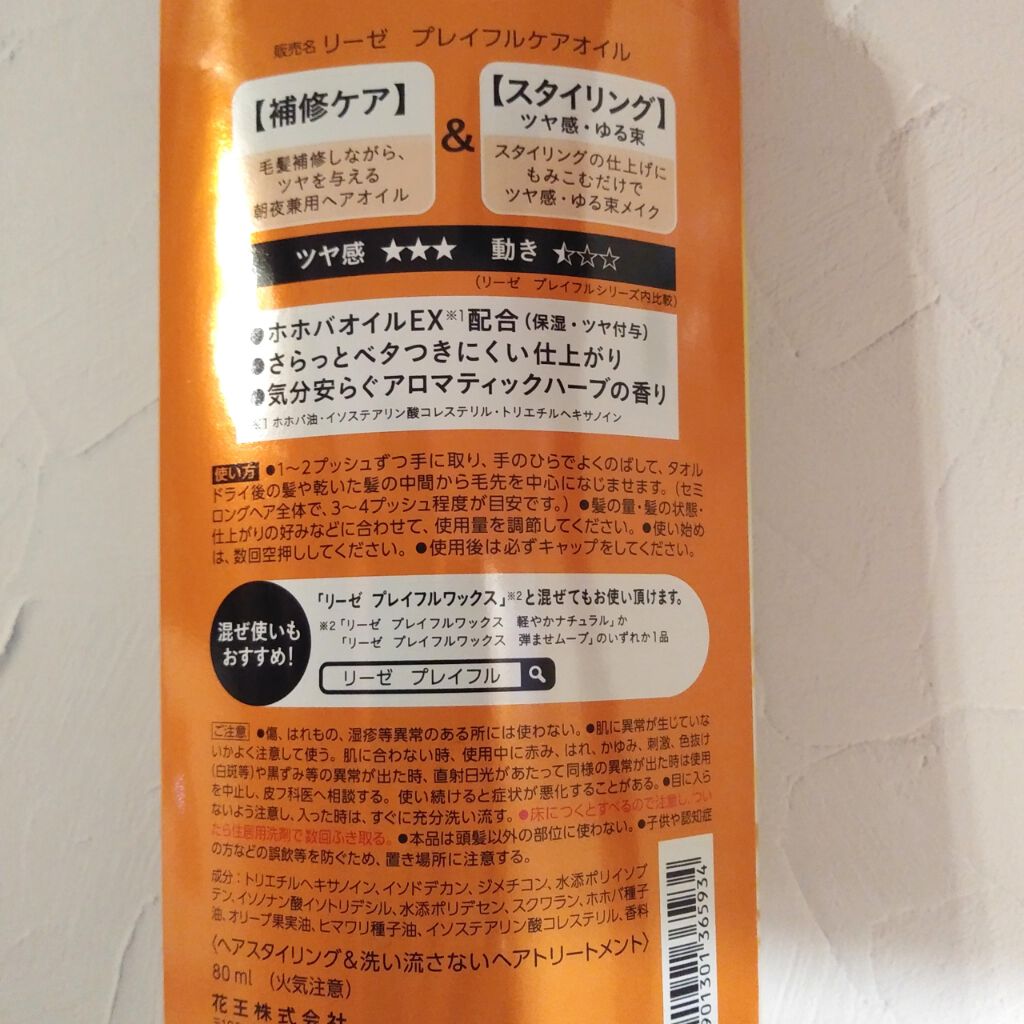 販売名 リーゼ プレイフルケアオイル
【補修ケア】
毛髪補修しながら、
ツヤを与える
朝夜兼用ヘアオイル
&
【スタイリング】
ツヤ感・ゆる束
スタイリングの仕上げに
もみこむだけで
ツヤ感・ゆる束メイク
ツヤ感 ★★★ 動き ☆☆☆
(リーゼ プレイフルシリーズ内比較)
●ホホバオイルEX※1配合(保湿・ツヤ付与)
●さらっとベタつきにくい仕上がり
●気分安らぐアロマティックハーブの香り
※1 ホホバ油・イソステアリン酸コレステリル・トリエチルヘキサノイン
使い方 ●1〜2プッシュずつ手に取り、手のひらでよくのばして、タオル
ドライ後の髪や乾いた髪の中間から毛先を中心になじませます。(セミ
ロングヘア全体で、3〜4プッシュ程度が目安です。) ●髪の量・髪の状態・
仕上がりの好みなどに合わせて、使用量を調節してください。●使い始め
は、数回空押ししてください。●使用後は必ずキャップをしてください。
混ぜ使いも
おすすめ!
「リーゼ プレイフルワックス」※2と混ぜてもお使い頂けます。
※2「リーゼ プレイフルワックス 軽やかナチュラル」か
「リーゼ プレイフルワックス 弾ませムーブ」のいずれか1品
リーゼ プレイフル
ご注意 ●傷、はれもの、湿疹等異常のある所には使わない。●肌に異常が生じていな
いかよく注意して使う。肌に合わない時、使用中に赤み、はれ、かゆみ、刺激、色抜け
(白斑等)や黒ずみ等の異常が出た時、直射日光があたって同様の異常が出た時は使用
を中止し、皮フ科医へ相談する。使い続けると症状が悪化することがある。●目に入ら
ないよう注意し、入った時は、すぐに充分洗い流す。●床につくとすべるので注意し、つい
たら住居用洗剤で数回ふき取る。●本品は頭髪以外の部位に使わない。●子供や認知症
の方などの誤飲等を防ぐため、置き場所に注意する。
成分：トリエチルヘキサノイン、イソドデカン、ジメチコン、水添ポリイソブ
テン、イソノナン酸イソトリデシル、水添ポリデセン、スクワラン、ホホバ種子
油、オリーブ果実油、ヒマワリ種子油、イソステアリン酸コレステリル、香料
〈ヘアスタイリング&洗い流さないヘアトリートメント〉
80 ml (火気注意)
花王株式会社
901301 365934